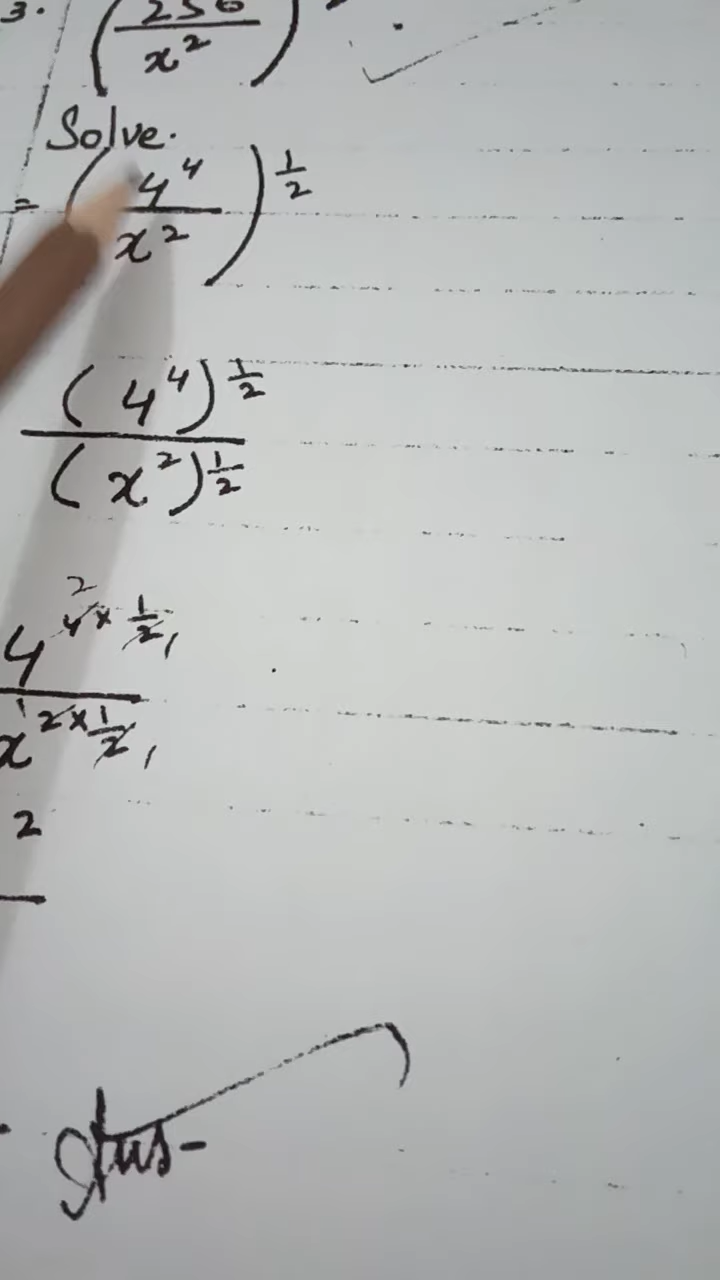 3. (256/x²)
Solve.
= (4⁴/x²)^1/2
(4⁴)^1/2
(x²)^1/2
4^4×1/2
x^2×1/2
2
Ans-